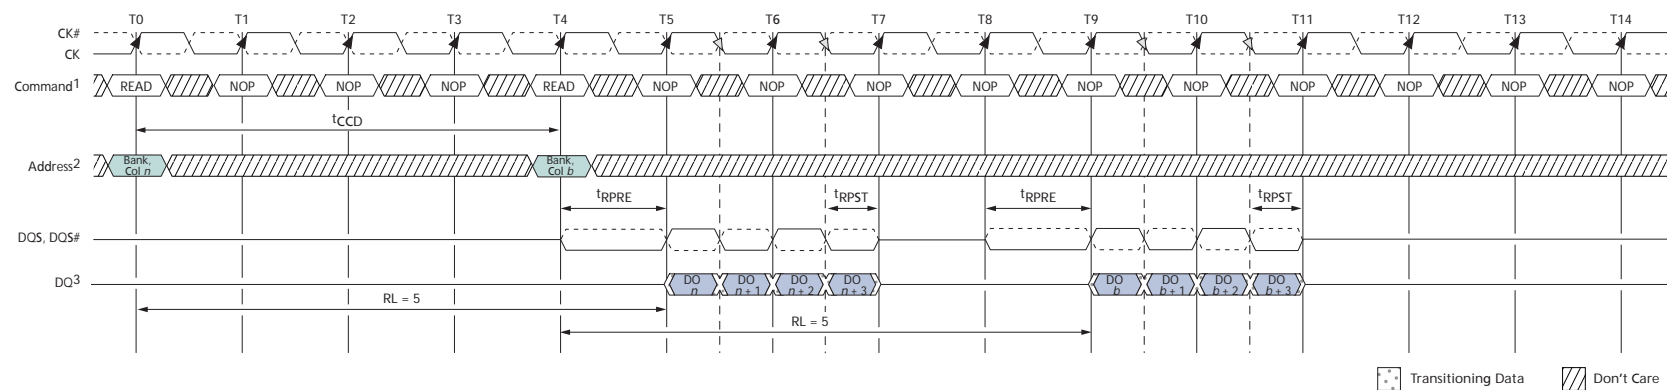 T0 T1 T2 T3 T4 T5 T6 T7 T8 T9 T10 T11 T12 T13 T14
CK#
CK
Command1 READ NOP NOP NOP READ NOP NOP NOP NOP NOP NOP NOP NOP NOP NOP
tCCD
Address2 Bank, Col n Bank, Col b
tRPRE tRPST tRPRE tRPST
DQS, DQS#
DQ3 DO n DO n + 1 DO n + 2 DO n + 3 DO b DO b + 1 DO b + 2 DO b + 3
RL = 5
RL = 5
Transitioning Data Don't Care